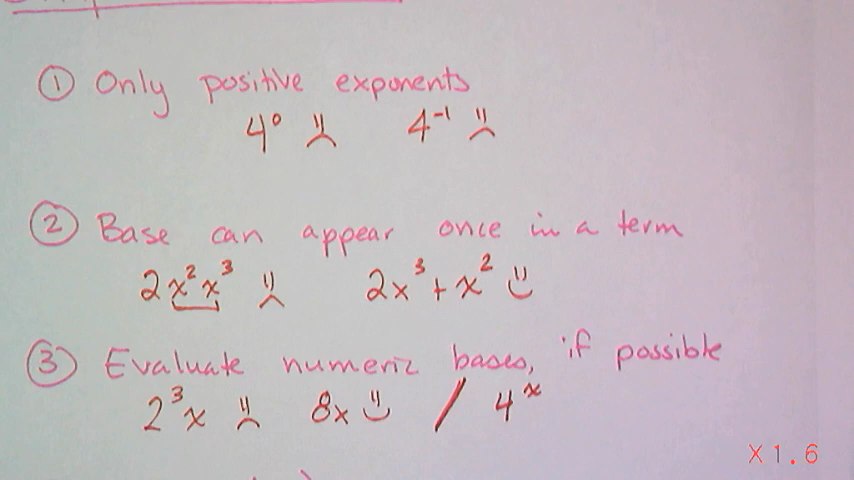 ① Only positive exponents
4⁰ 4⁻¹
② Base can appear once in a term
2x²x³ 2x³+x²
③ Evaluate numeric bases, if possible
2³x 8x / 4ˣ
X1.6